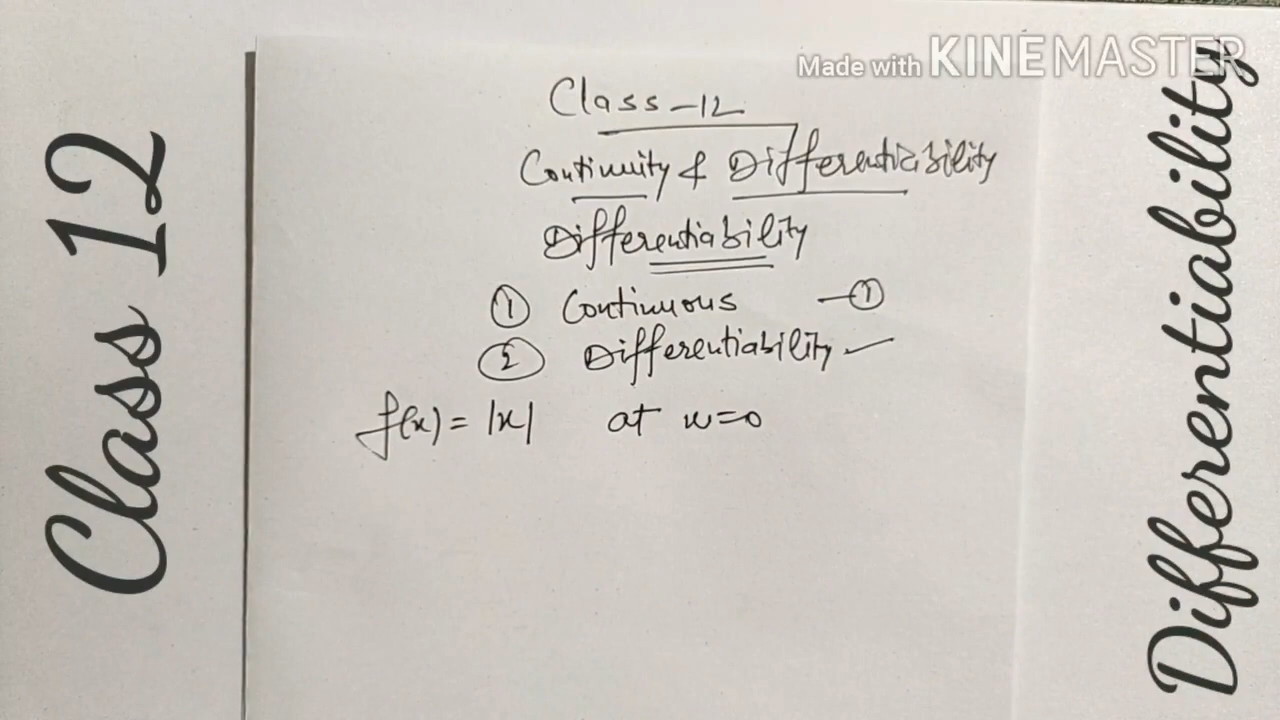 Made with KINEMASTER
Class 12
Class-12
Continuity & Differentiability
Differentiability
① Continuous —①
② Differentiability ✓
f(x) = |x| at x=0
Differentiability